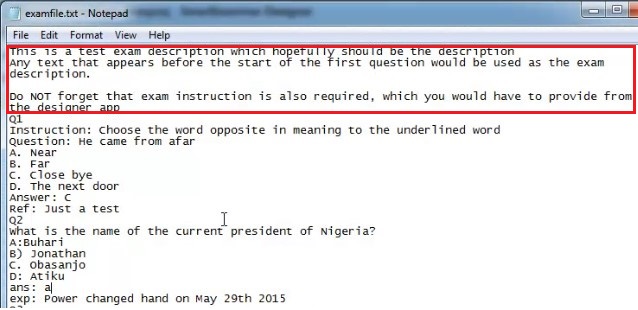 examfile.txt - Notepad
File Edit Format View Help
This is a test exam description which hopefully should be the description
Any text that appears before the start of the first question would be used as the exam
description.
Do NOT forget that exam instruction is also required, which you would have to provide from
the designer app
Q1
Instruction: Choose the word opposite in meaning to the underlined word
Question: He came from afar
A. Near
B. Far
C. Close bye
D. The next door
Answer: C
Ref: Just a test
Q2
What is the name of the current president of Nigeria?
A:Buhari
B) Jonathan
C. Obasanjo
D: Atiku
ans: a
exp: Power changed hand on May 29th 2015